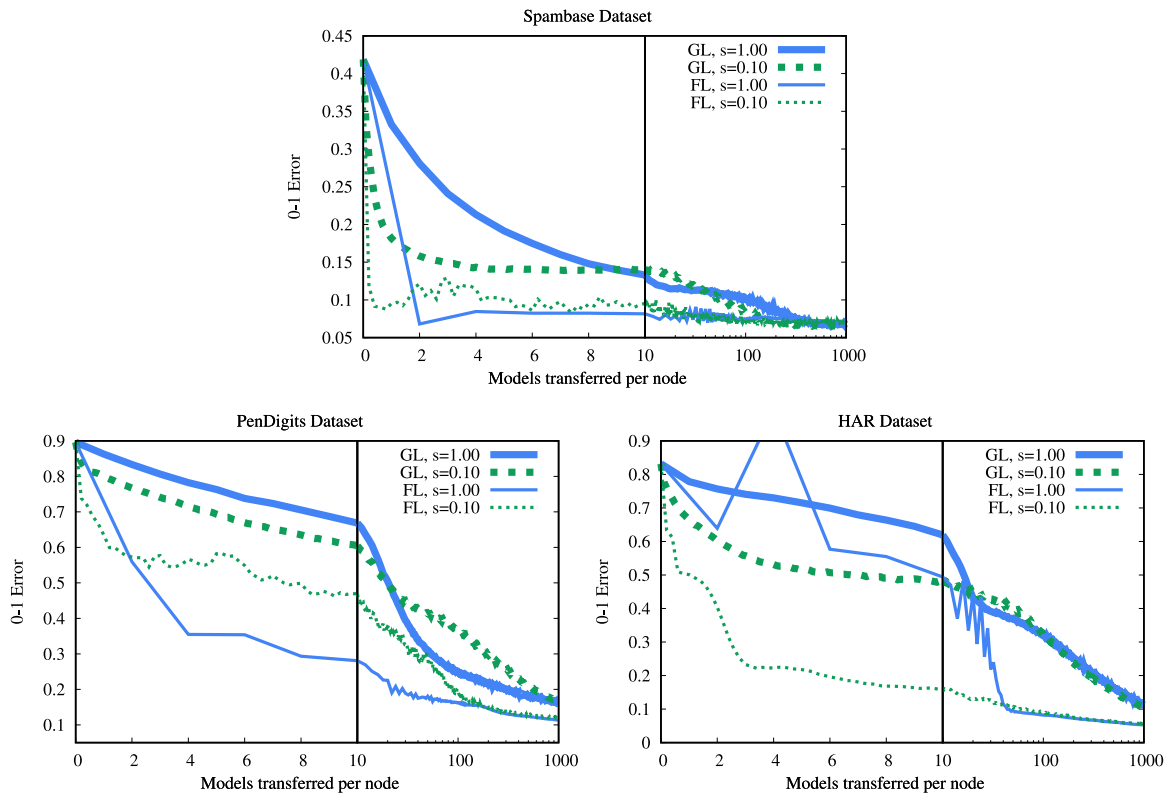 Spambase Dataset
0.45
0.4
0.35
0.3
0.25
0.2
0.15
0.1
0.05
0-1 Error
GL, s=1.00
GL, s=0.10
FL, s=1.00
FL, s=0.10
0 2 4 6 8 10 100 1000
Models transferred per node
PenDigits Dataset
0.9
0.8
0.7
0.6
0.5
0.4
0.3
0.2
0.1
0-1 Error
GL, s=1.00
GL, s=0.10
FL, s=1.00
FL, s=0.10
0 2 4 6 8 10 100 1000
Models transferred per node
HAR Dataset
0.9
0.8
0.7
0.6
0.5
0.4
0.3
0.2
0.1
0
0-1 Error
GL, s=1.00
GL, s=0.10
FL, s=1.00
FL, s=0.10
0 2 4 6 8 10 100 1000
Models transferred per node